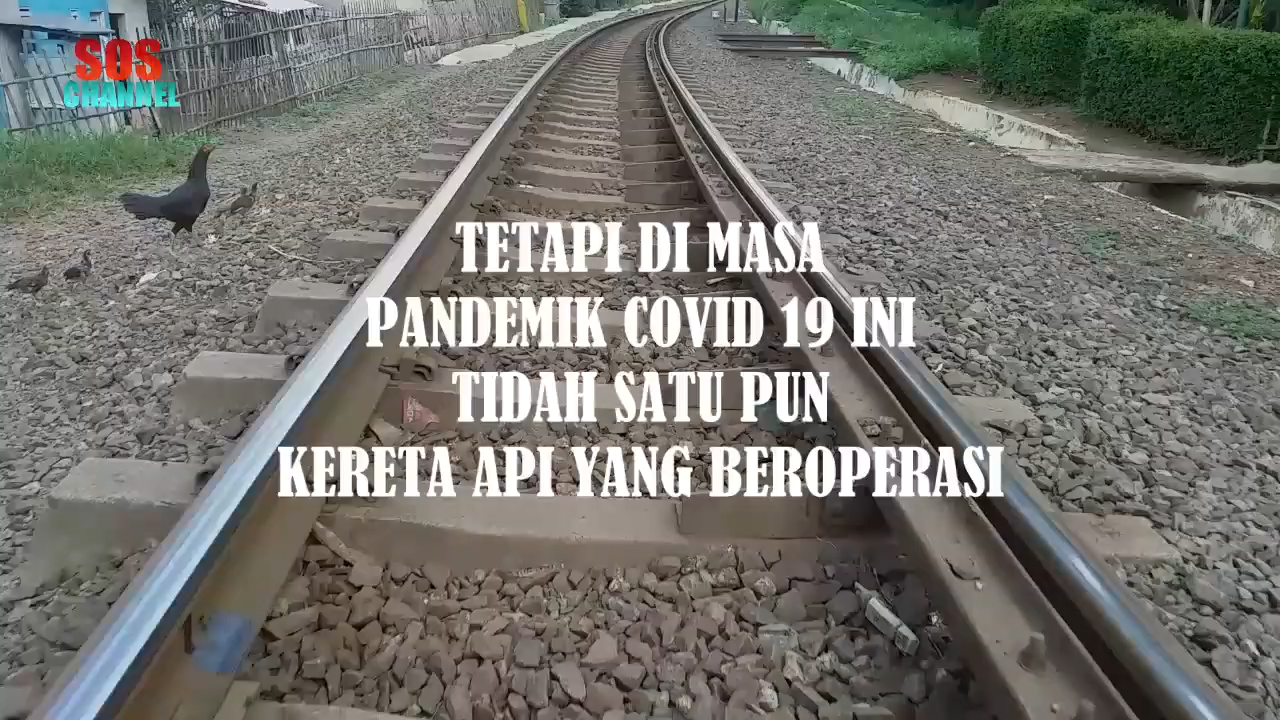 SOS
CHANNEL
TETAPI DI MASA
PANDEMIK COVID 19 INI
TIDAH SATU PUN
KERETA API YANG BEROPERASI